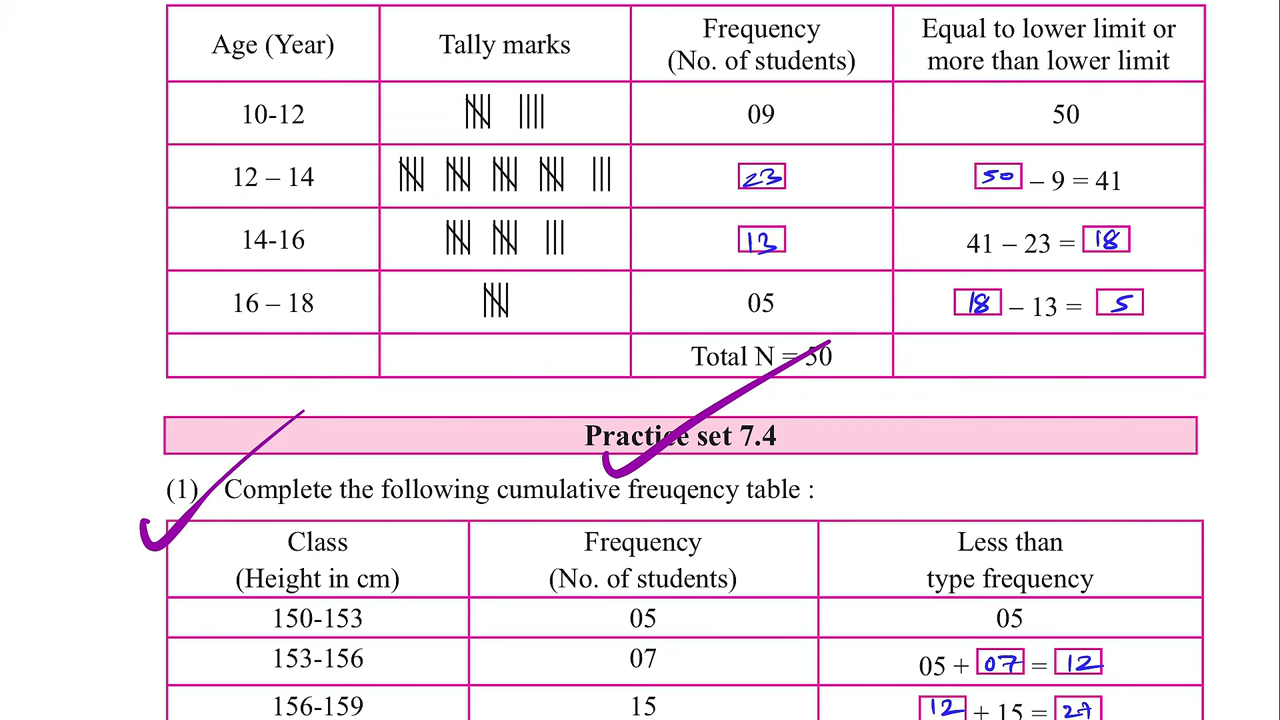 Age (Year) Tally marks Frequency (No. of students) Equal to lower limit or more than lower limit
10-12 09 50
12 – 14 23 50 – 9 = 41
14-16 13 41 – 23 = 18
16 – 18 05 18 – 13 = 5
Total N = 50
Practice set 7.4
(1) Complete the following cumulative freuqency table :
Class (Height in cm) Frequency (No. of students) Less than type frequency
150-153 05 05
153-156 07 05 + 07 = 12
156-159 15 12 + 15 = 27